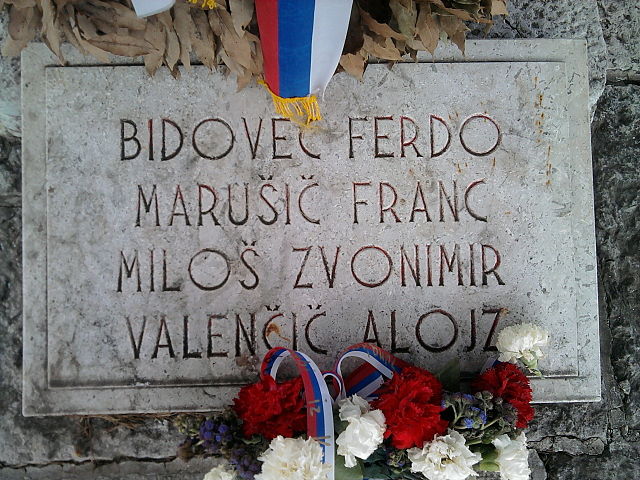 BIDOVEC FERDO
MARUŠIČ FRANC
MILOŠ ZVONIMIR
VALENČIČ ALOJZ